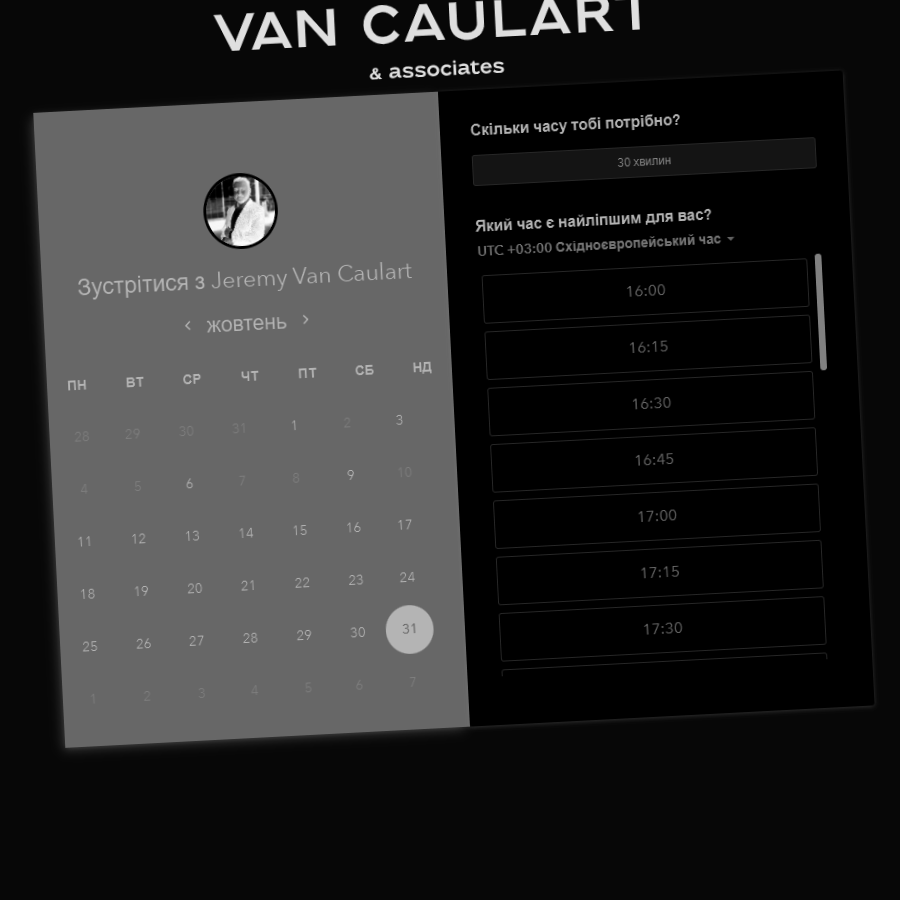 VAN CAULART
& associates
Зустрітися з Jeremy Van Caulart
‹ жовтень ›
ПН ВТ СР ЧТ ПТ СБ НД
28 29 30 31 1 2 3
4 5 6 7 8 9 10
11 12 13 14 15 16 17
18 19 20 21 22 23 24
25 26 27 28 29 30 31
1 2 3 4 5 6 7
Скільки часу тобі потрібно?
30 хвилин
Який час є найліпшим для вас?
UTC +03:00 Східноєвропейський час
16:00
16:15
16:30
16:45
17:00
17:15
17:30